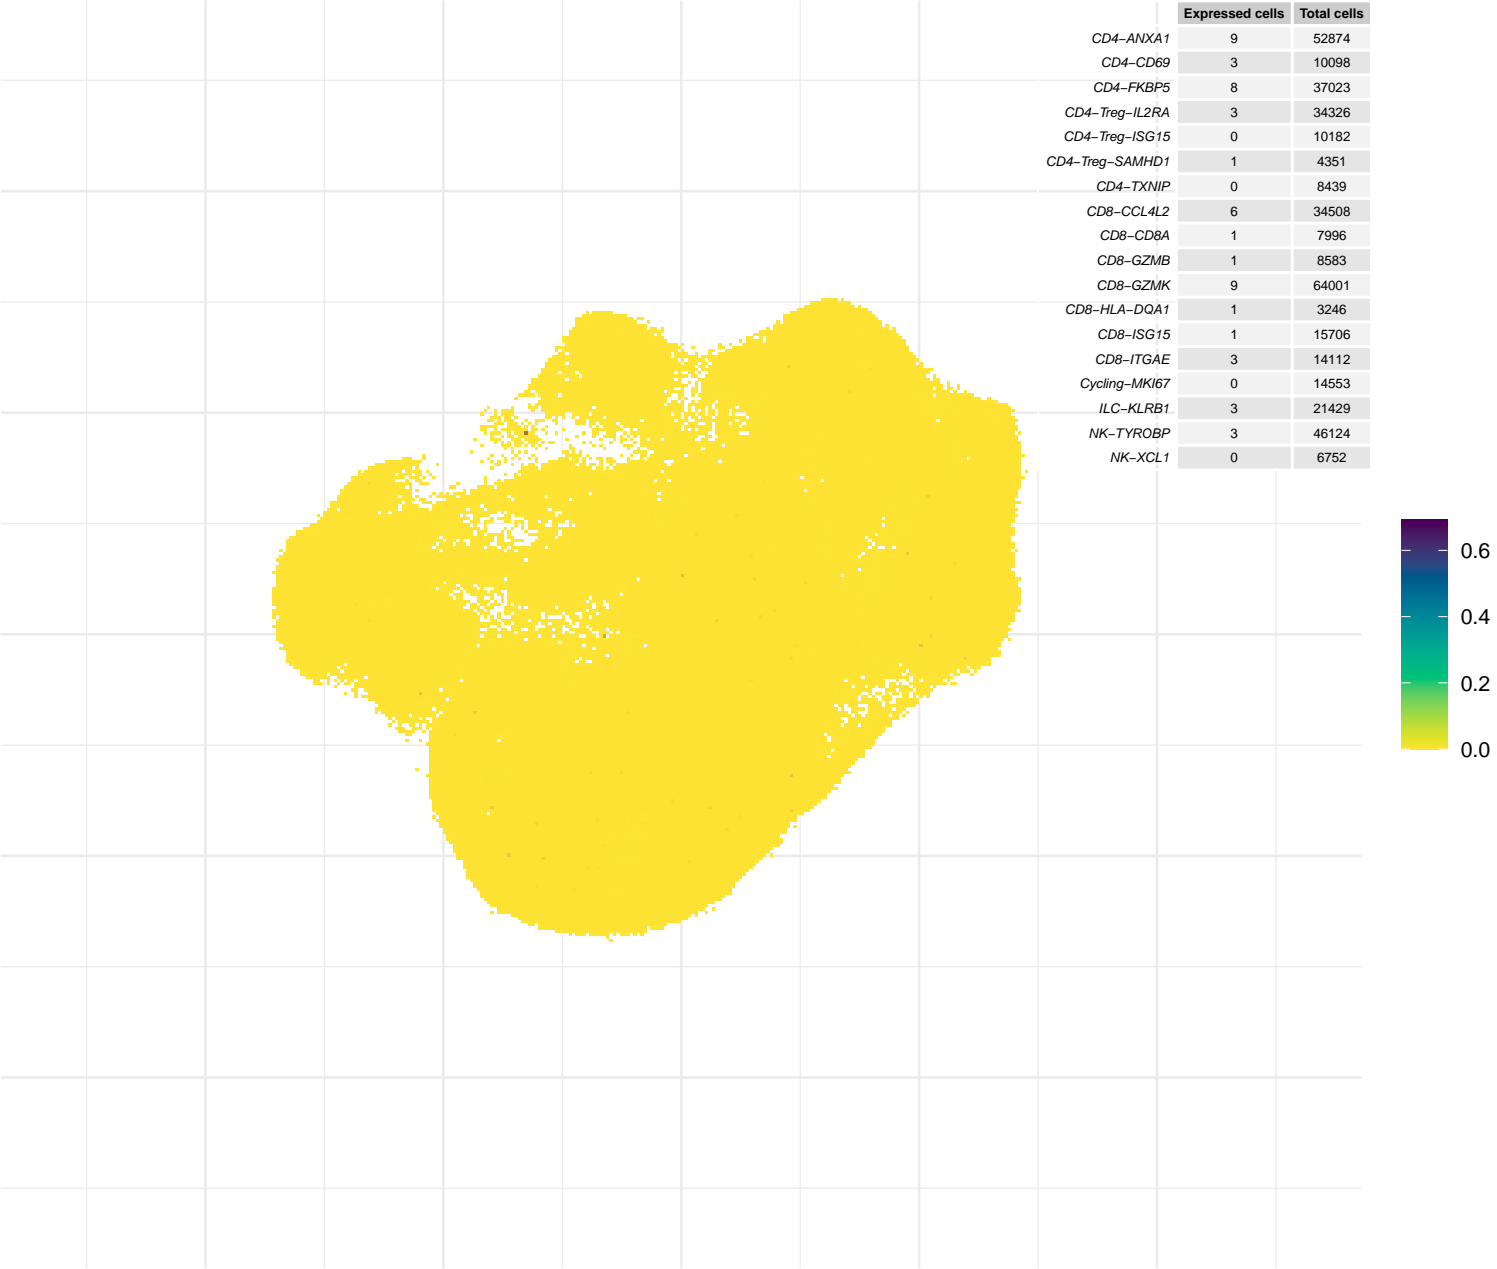 Expressed cells Total cells
CD4−ANXA1 9 52874
CD4−CD69 3 10098
CD4−FKBP5 8 37023
CD4−Treg−IL2RA 3 34326
CD4−Treg−ISG15 0 10182
CD4−Treg−SAMHD1 1 4351
CD4−TXNIP 0 8439
CD8−CCL4L2 6 34508
CD8−CD8A 1 7996
CD8−GZMB 1 8583
CD8−GZMK 9 64001
CD8−HLA−DQA1 1 3246
CD8−ISG15 1 15706
CD8−ITGAE 3 14112
Cycling−MKI67 0 14553
ILC−KLRB1 3 21429
NK−TYROBP 3 46124
NK−XCL1 0 6752
0.6
0.4
0.2
0.0